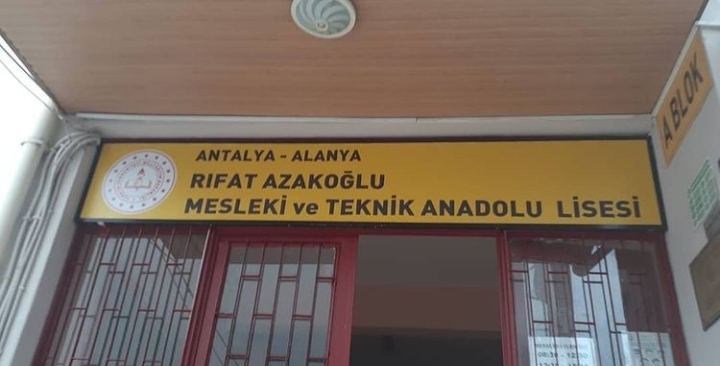 ANTALYA - ALANYA
RIFAT AZAKOĞLU
MESLEKİ ve TEKNİK ANADOLU LİSESİ
A BLOK